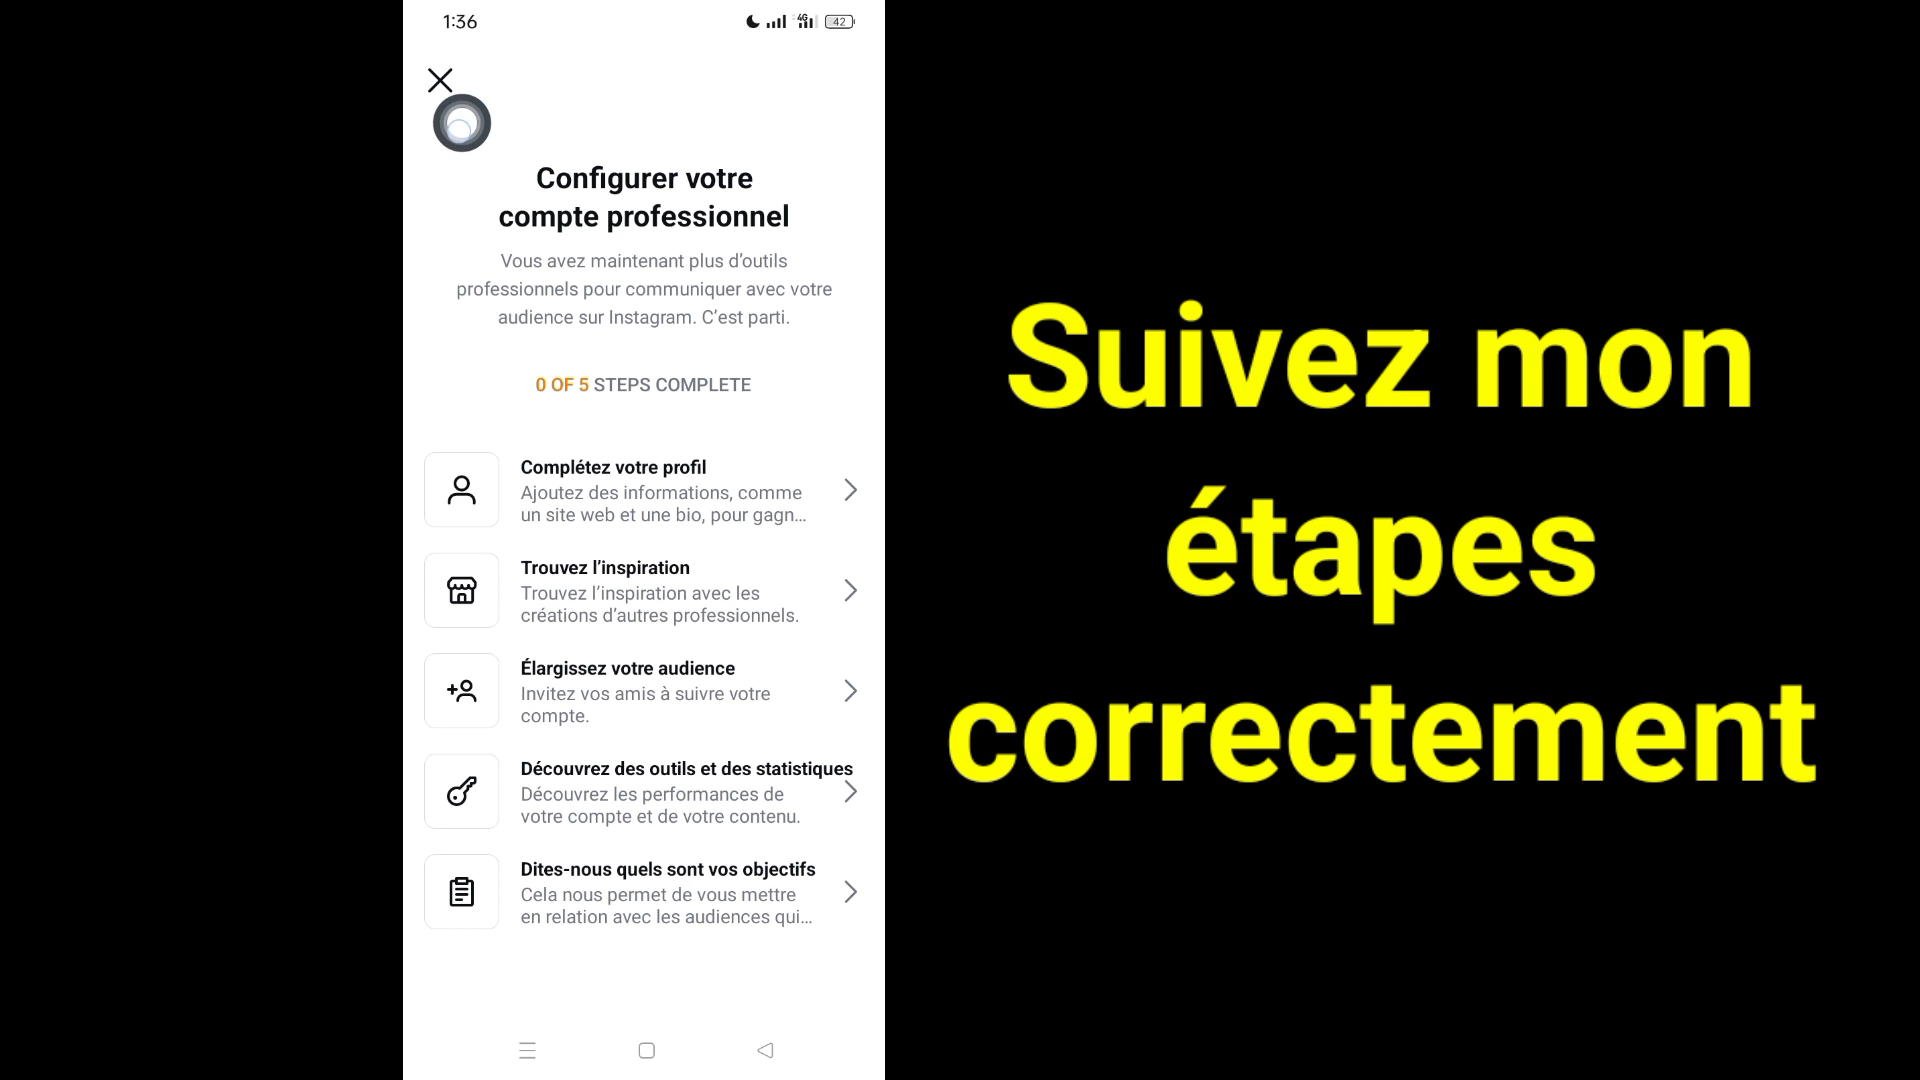 1:36
4G
42
Configurer votre
compte professionnel
Vous avez maintenant plus d’outils
professionnels pour communiquer avec votre
audience sur Instagram. C’est parti.
0 OF 5 STEPS COMPLETE
Complétez votre profil
Ajoutez des informations, comme
un site web et une bio, pour gagn…
Trouvez l’inspiration
Trouvez l’inspiration avec les
créations d’autres professionnels.
Élargissez votre audience
Invitez vos amis à suivre votre
compte.
Découvrez des outils et des statistiques
Découvrez les performances de
votre compte et de votre contenu.
Dites-nous quels sont vos objectifs
Cela nous permet de vous mettre
en relation avec les audiences qui…
Suivez mon
étapes
correctement